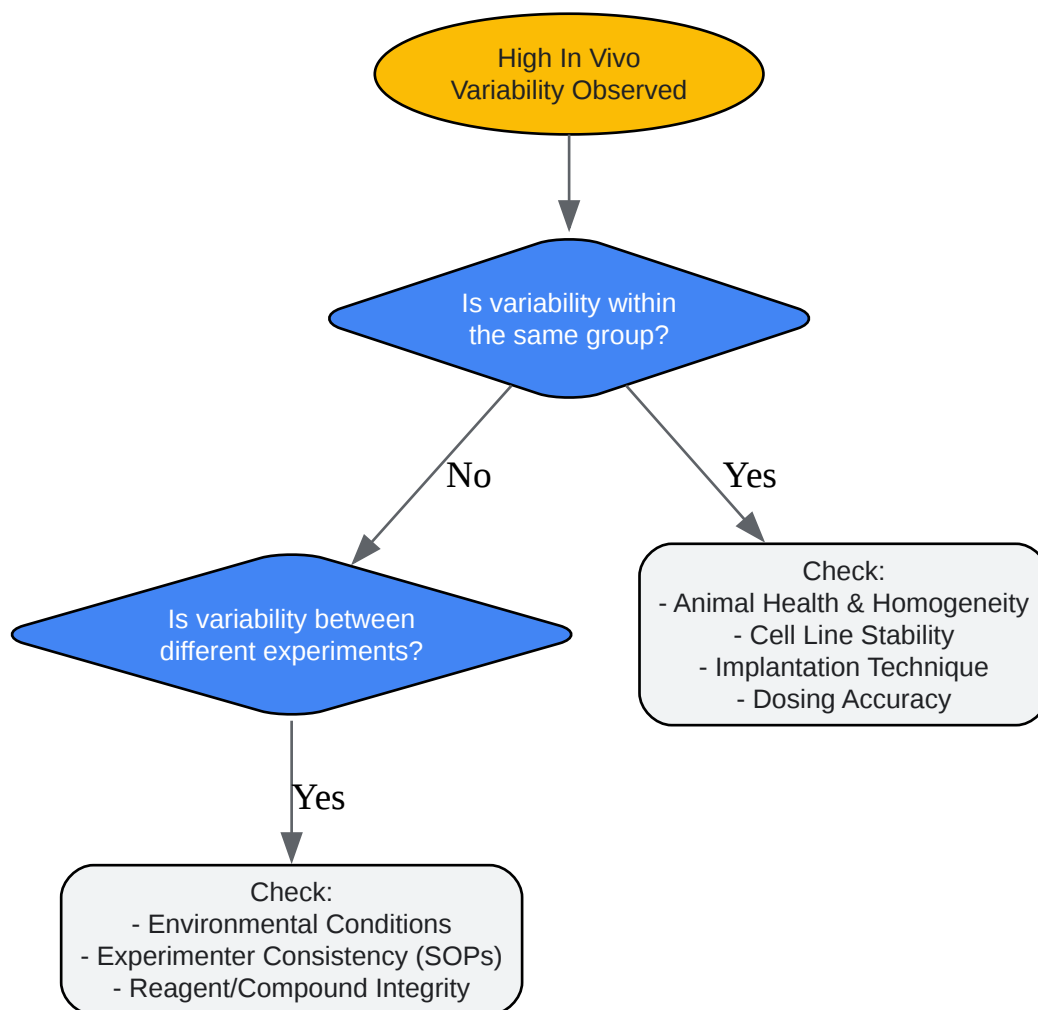 High In Vivo
Variability Observed
Is variability within
the same group?
No
Yes
Is variability between
different experiments?
Check:
- Animal Health & Homogeneity
- Cell Line Stability
- Implantation Technique
- Dosing Accuracy
Yes
Check:
- Environmental Conditions
- Experimenter Consistency (SOPs)
- Reagent/Compound Integrity